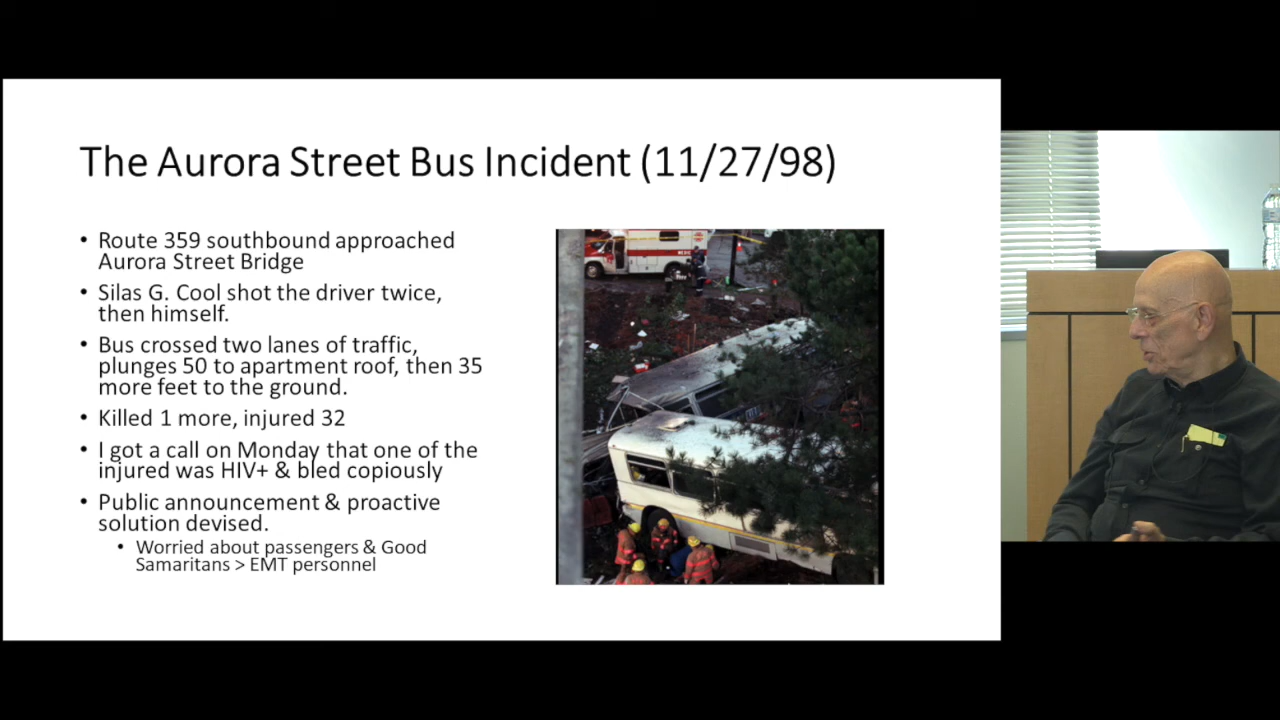 The Aurora Street Bus Incident (11/27/98)
• Route 359 southbound approached
Aurora Street Bridge
• Silas G. Cool shot the driver twice,
then himself.
• Bus crossed two lanes of traffic,
plunges 50 to apartment roof, then 35
more feet to the ground.
• Killed 1 more, injured 32
• I got a call on Monday that one of the
injured was HIV+ & bled copiously
• Public announcement & proactive
solution devised.
• Worried about passengers & Good
Samaritans > EMT personnel